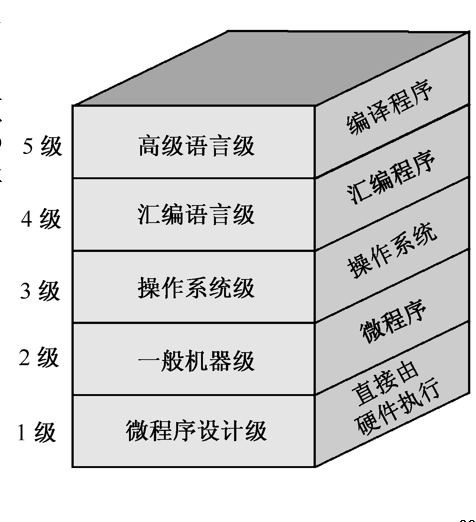 编译程序
5 级
高级语言级
汇编程序
4 级
汇编语言级
操作系统
3 级
操作系统级
微程序
2 级
一般机器级
直接由
硬件执行
1 级
微程序设计级